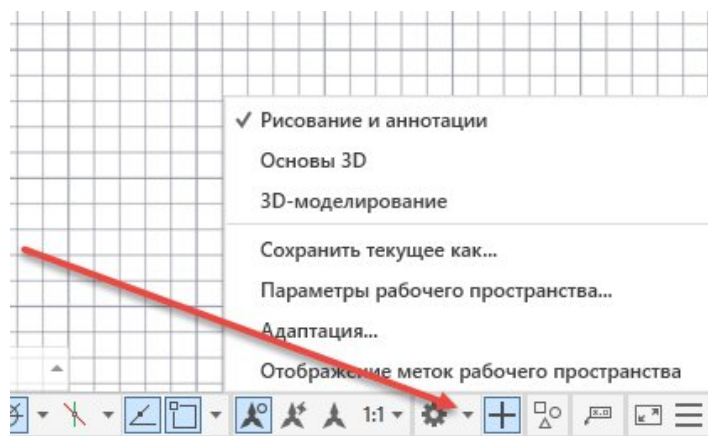 Рисование и аннотации
Основы 3D
3D-моделирование
Сохранить текущее как...
Параметры рабочего пространства...
Адаптация...
Отображение меток рабочего пространства
1:1